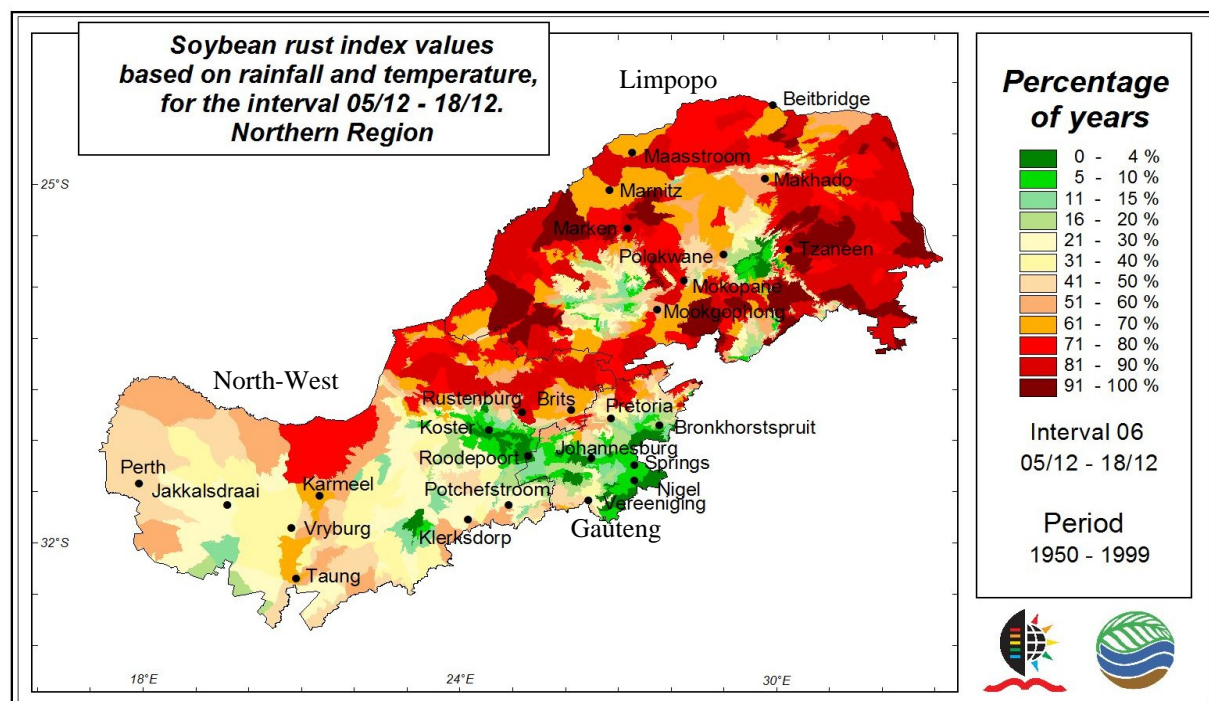 Soybean rust index values
based on rainfall and temperature,
for the interval 05/12 - 18/12.
Northern Region
Limpopo
Beitbridge
Maasstroom
25°S
Marnitz
Makhado
Marken
Polokwane
Tzaneen
Mokopane
Mookgophong
North-West
Rustenburg
Brits
Pretoria
Koster
Bronkhorstspruit
Roodepoort
Johannesburg
Springs
Perth
Karmeel
Potchefstroom
Nigel
Jakkalsdraai
Vereeniging
Vryburg
Klerksdorp
Gauteng
32°S
Taung
18°E
24°E
30°E
Percentage
of years
0 - 4 %
5 - 10 %
11 - 15 %
16 - 20 %
21 - 30 %
31 - 40 %
41 - 50 %
51 - 60 %
61 - 70 %
71 - 80 %
81 - 90 %
91 - 100 %
Interval 06
05/12 - 18/12
Period
1950 - 1999